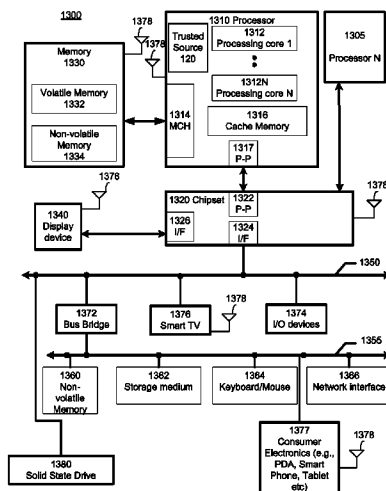 1300
1378
Memory
1330
Volatile Memory
1332
Non-volatile
Memory
1334
1378
1310 Processor
Trusted
Source
120
1312
Processing core 1
1312N
Processing core N
1314
MCH
1316
Cache Memory
1317
P-P
1305
Processor N
1378
1340
Display
device
1320 Chipset
1322
P-P
1326
I/F
1324
I/F
1378
1350
1372
Bus Bridge
1376
Smart TV
1378
1374
I/O devices
1355
1360
Non-
volatile
Memory
1362
Storage medium
1364
Keyboard/Mouse
1366
Network interface
1377
Consumer
Electronics (e.g.,
PDA, Smart
Phone, Tablet
etc)
1378
1380
Solid State Drive